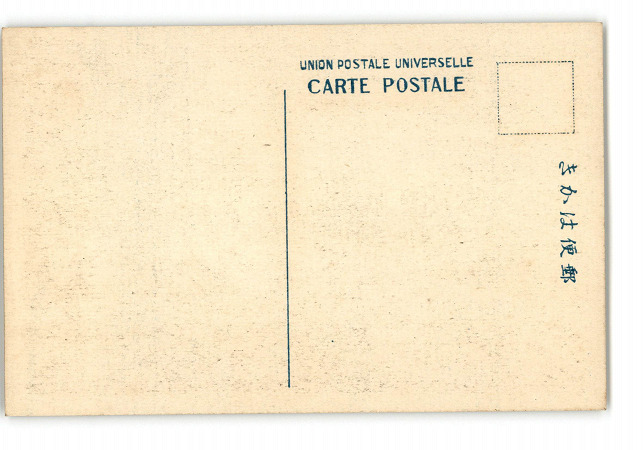 UNION POSTALE UNIVERSELLE
CARTE POSTALE
きかは便郵